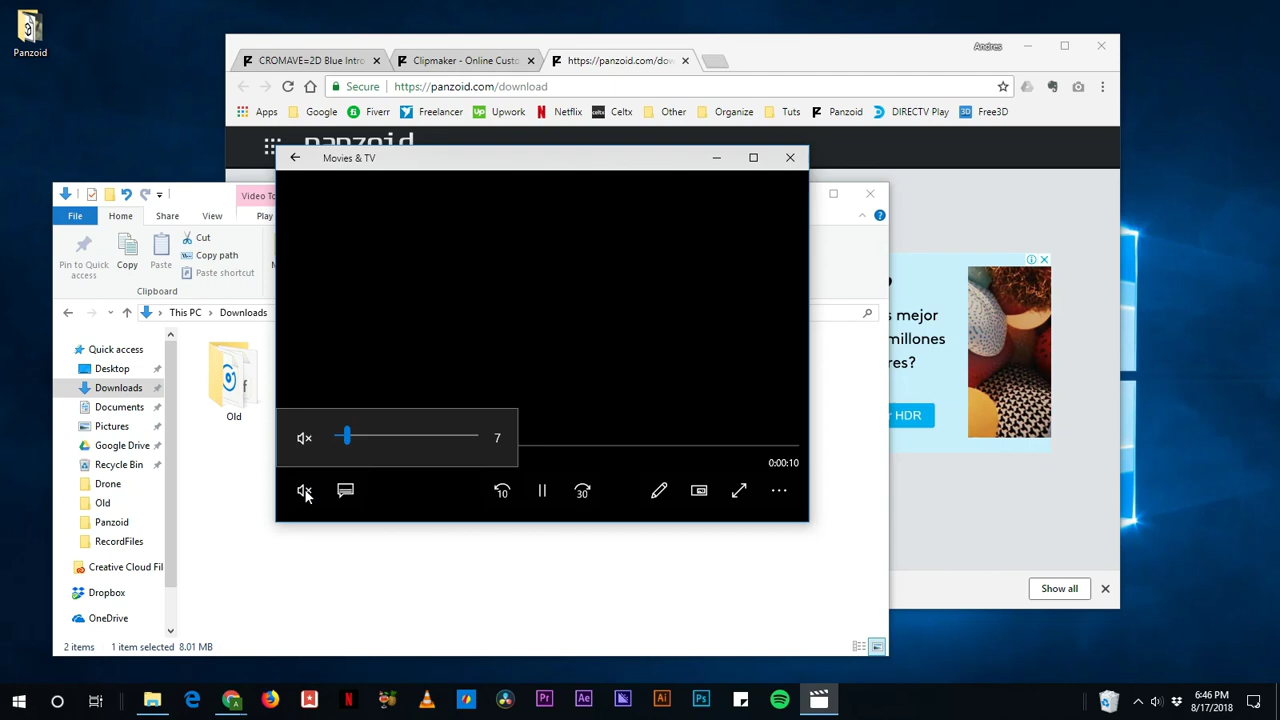 Panzoid
CROMAVE=2D Blue Intro
Clipmaker - Online Custo
https://panzoid.com/dow
Andres
Secure
https://panzoid.com/download
Apps
Google
Fiverr
Freelancer
Upwork
Netflix
Celtx
Other
Organize
Tuts
Panzoid
DIRECTV Play
Free3D
panzoid
Movies & TV
Video To
File
Home
Share
View
Play
Pin to Quick
access
Copy
Paste
Cut
Copy path
Paste shortcut
Clipboard
This PC
Downloads
Quick access
Desktop
Downloads
Documents
Pictures
Google Drive
Recycle Bin
Drone
Old
Panzoid
RecordFiles
Creative Cloud Fil
Dropbox
OneDrive
Old
7
0:00:10
10
30
s mejor
millones
res?
HDR
Show all
2 items
1 item selected 8.01 MB
6:46 PM
8/17/2018